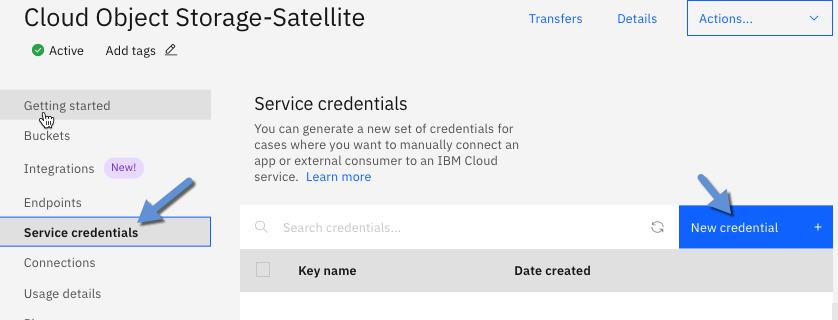 Cloud Object Storage-Satellite
Transfers
Details
Actions...
Active
Add tags
Getting started
Buckets
Integrations New!
Endpoints
Service credentials
Connections
Usage details
Service credentials
You can generate a new set of credentials for
cases where you want to manually connect an
app or external consumer to an IBM Cloud
service. Learn more
Search credentials...
New credential +
Key name
Date created